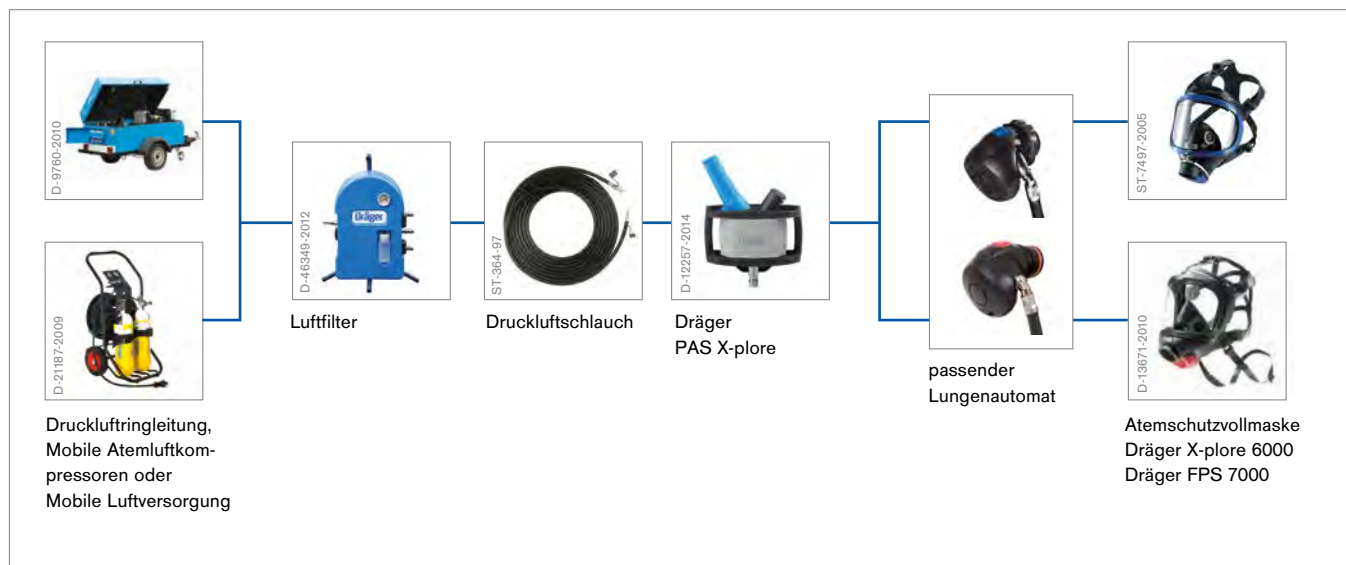 D-9760-2010
D-21187-2009
Druckluftringleitung,
Mobile Atemluftkom-
pressoren oder
Mobile Luftversorgung
D-46349-2012
Dräger
Luftfilter
ST-364-97
Druckluftschlauch
D-12257-2014
Dräger
PAS X-plore
passender
Lungenautomat
ST-7497-2005
D-13671-2010
Atemschutzvollmaske
Dräger X-plore 6000
Dräger FPS 7000